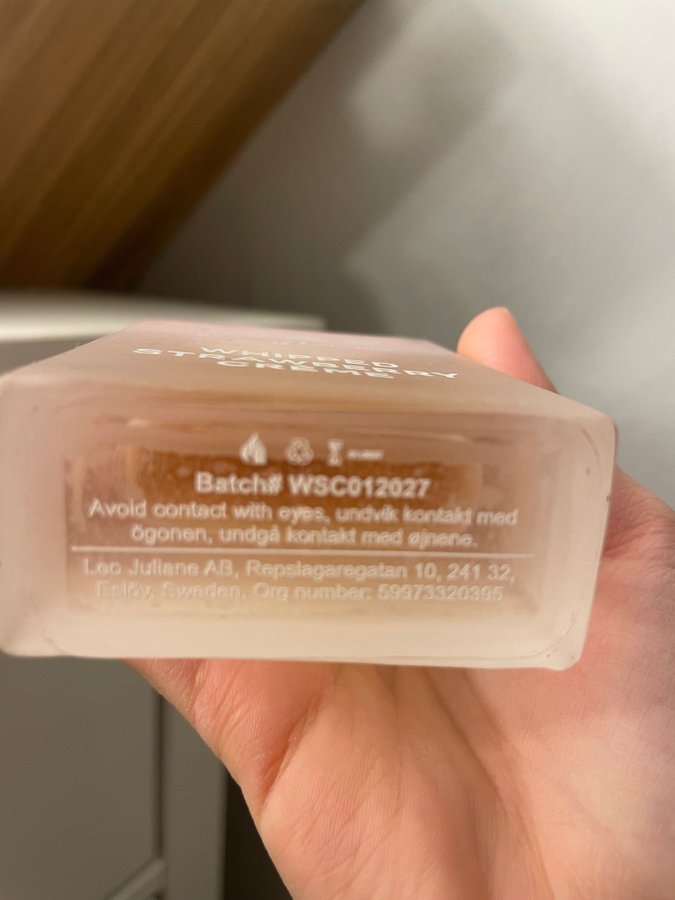 WHIPPED
STRAWBERRY
CREME
Batch# WSC012027
Avoid contact with eyes, undvik kontakt med
ögonen, undgå kontakt med øjnene.
Leo Juliane AB, Repslagaregatan 10, 241 32,
Eslöv, Sweden, Org number: 59973320395